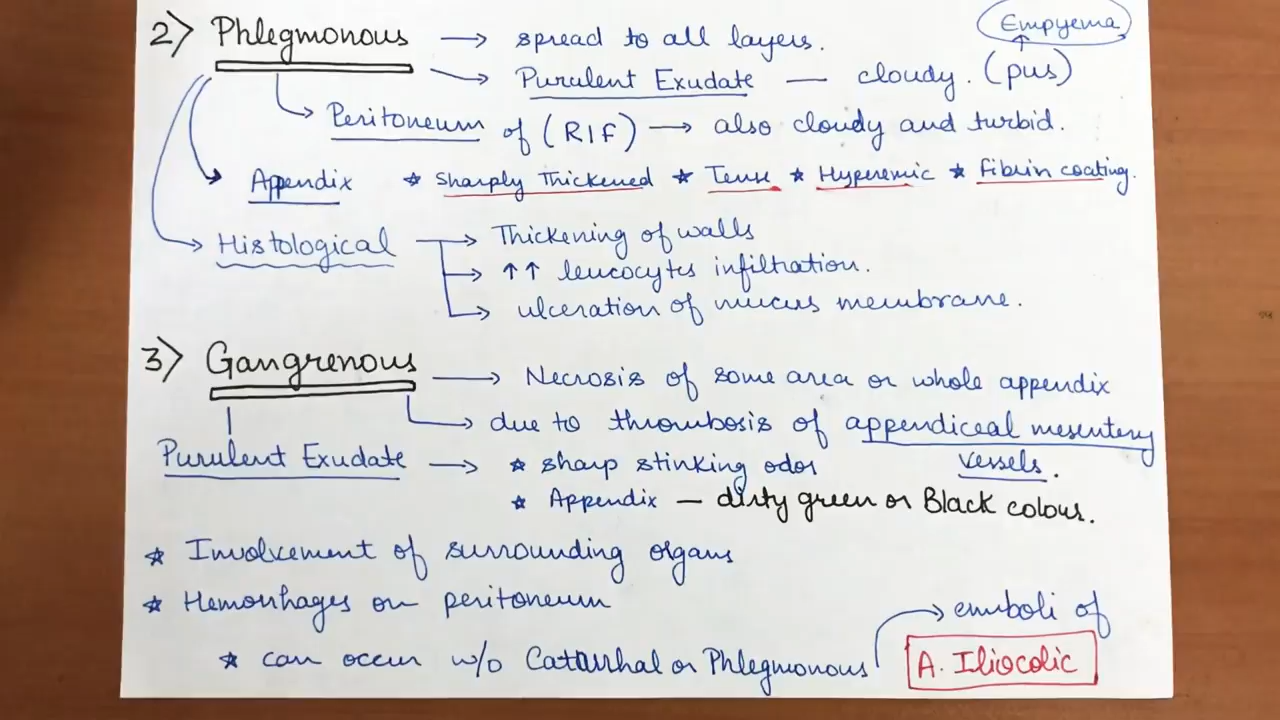 Empyema
2) Phlegmonous → spread to all layers.
→ Purulent Exudate — cloudy. (pus)
→ Peritoneum of (RIF) → also cloudy and turbid.
→ Appendix * Sharply Thickened * Tense * Hyperemic * Fibrin coating.
→ Histological → Thickening of walls
→ ↑↑ leucocytes infiltration.
→ ulceration of mucus membrane.
3) Gangrenous → Necrosis of some area or whole appendix
→ due to thrombosis of appendiceal mesentery
vessels.
Purulent Exudate → * sharp stinking odor
* Appendix — dirty green or Black colour.
* Involvement of surrounding organs
* Hemorrhages on peritoneum
→ emboli of
* can occur w/o Catarrhal or Phlegmonous A. Iliocolic